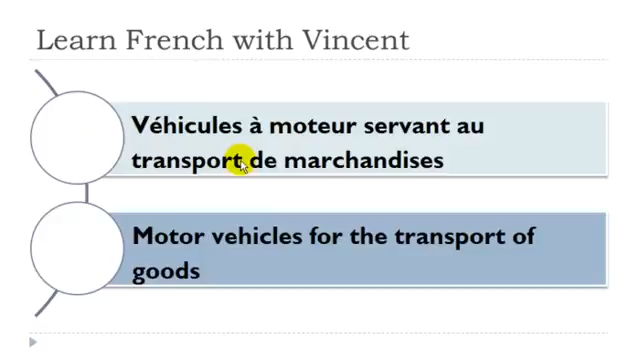 Learn French with Vincent
Véhicules à moteur servant au
transport de marchandises
Motor vehicles for the transport of
goods